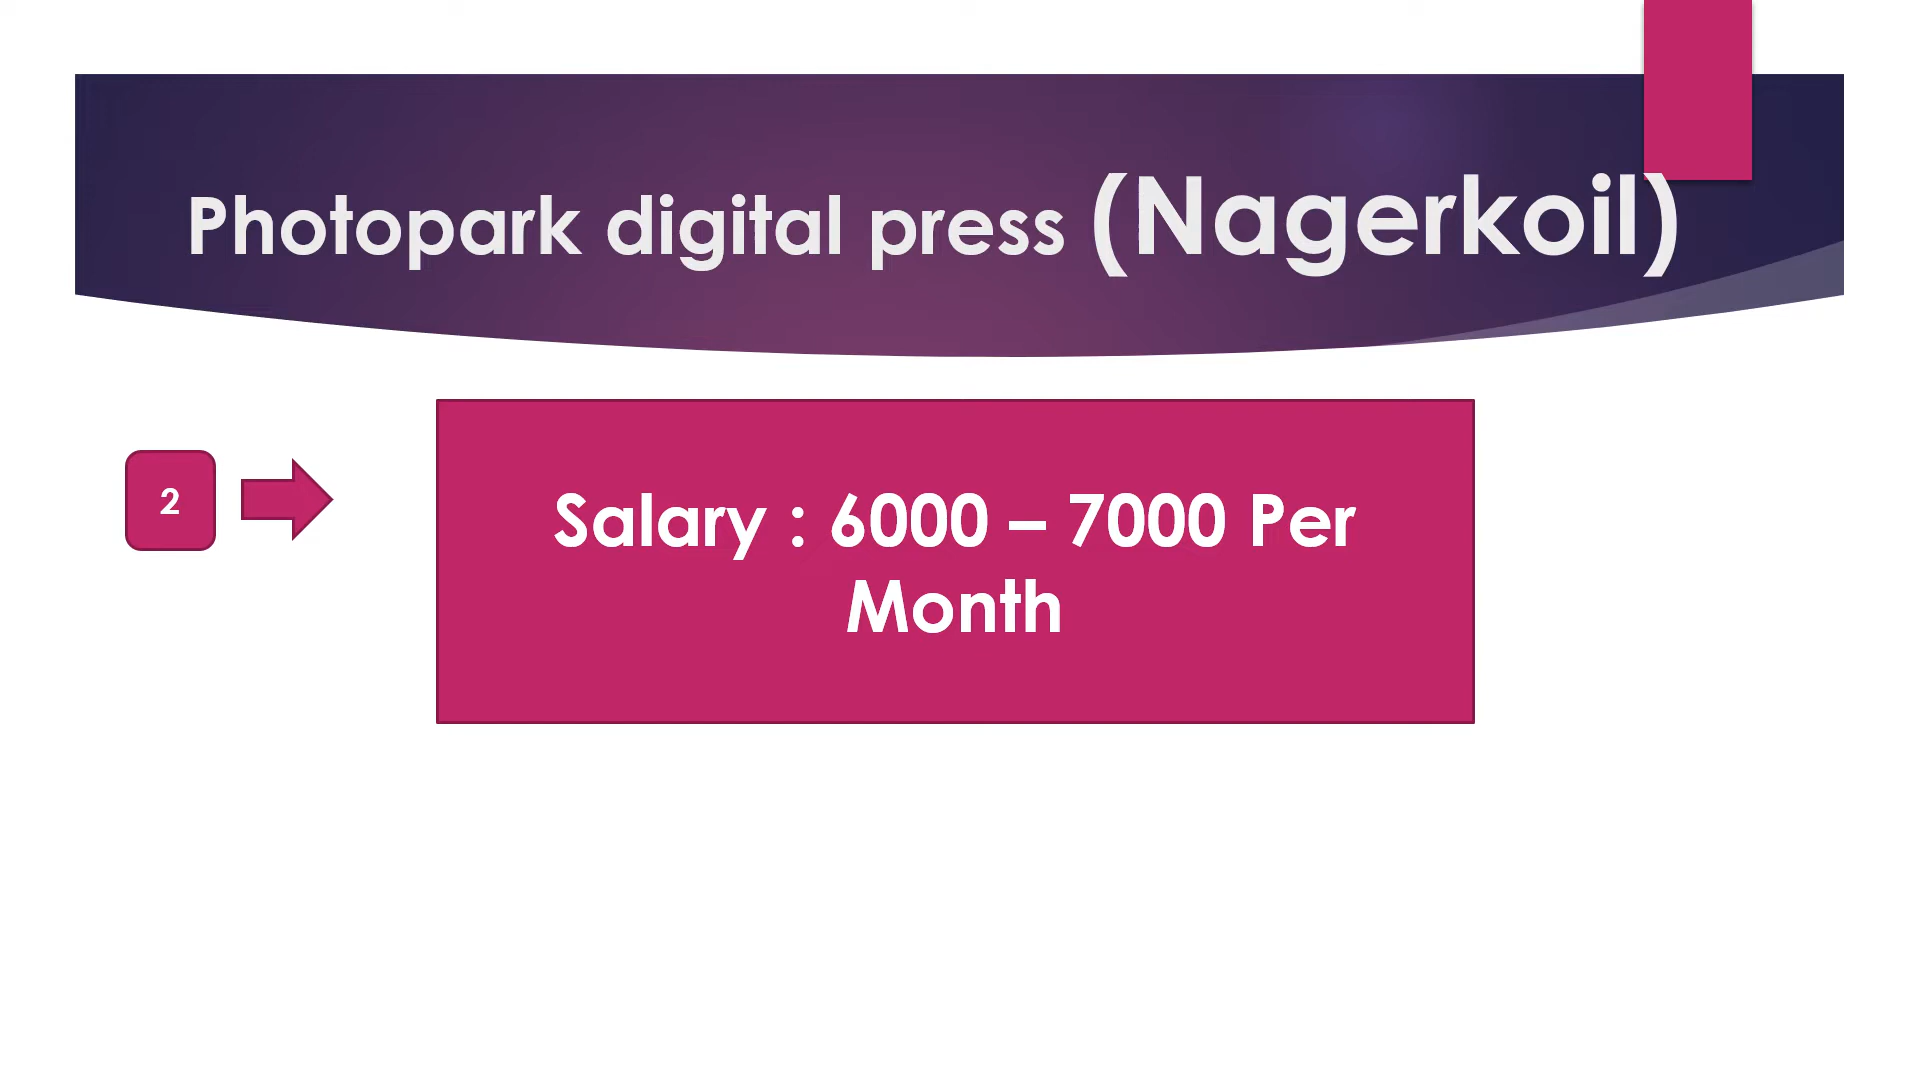 Photopark digital press (Nagerkoil)
2
Salary : 6000 – 7000 Per
Month